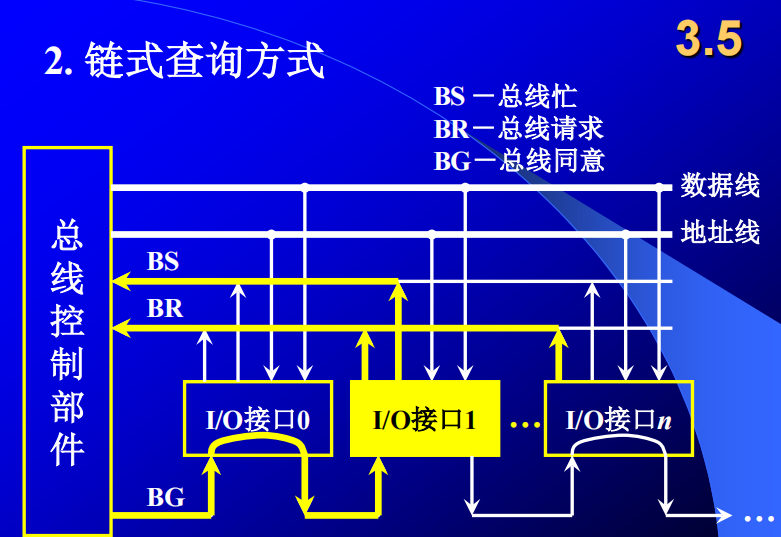 2. 链式查询方式
3.5
BS －总线忙
BR－总线请求
BG－总线同意
数据线
地址线
BS
BR
总线控制部件
I/O接口0
I/O接口1
…
I/O接口n
BG
…